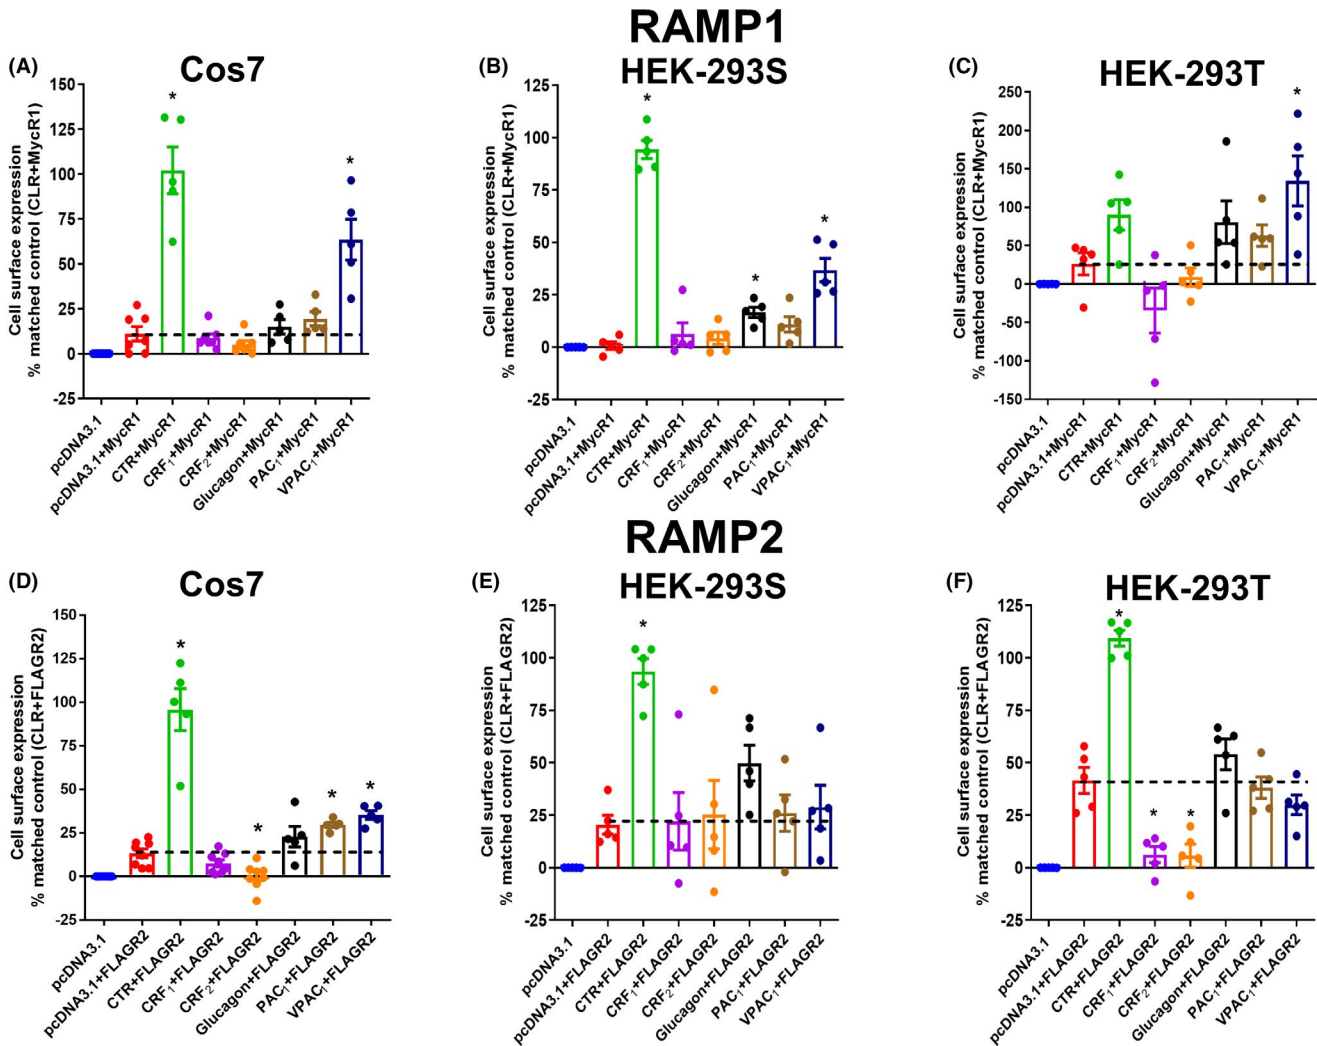 RAMP1
(A)
Cos7
Cell surface expression
% matched control (CLR+MycR1)
150
125
100
75
50
25
0
-25
*
*
pcDNA3.1
pcDNA3.1+MycR1
CTR+MycR1
CRF₁+MycR1
CRF₂+MycR1
Glucagon+MycR1
PAC₁+MycR1
VPAC₁+MycR1
(B)
HEK-293S
Cell surface expression
% matched control (CLR+MycR1)
125
100
75
50
25
0
-25
*
*
*
pcDNA3.1
pcDNA3.1+MycR1
CTR+MycR1
CRF₁+MycR1
CRF₂+MycR1
Glucagon+MycR1
PAC₁+MycR1
VPAC₁+MycR1
(C)
HEK-293T
Cell surface expression
% matched control (CLR+MycR1)
250
200
150
100
50
0
-50
-100
-150
*
pcDNA3.1
pcDNA3.1+MycR1
CTR+MycR1
CRF₁+MycR1
CRF₂+MycR1
Glucagon+MycR1
PAC₁+MycR1
VPAC₁+MycR1
RAMP2
(D)
Cos7
Cell surface expression
% matched control (CLR+FLAGR2)
150
125
100
75
50
25
0
-25
*
*
*
*
pcDNA3.1
pcDNA3.1+FLAGR2
CTR+FLAGR2
CRF₁+FLAGR2
CRF₂+FLAGR2
Glucagon+FLAGR2
PAC₁+FLAGR2
VPAC₁+FLAGR2
(E)
HEK-293S
Cell surface expression
% matched control (CLR+FLAGR2)
125
100
75
50
25
0
-25
*
pcDNA3.1
pcDNA3.1+FLAGR2
CTR+FLAGR2
CRF₁+FLAGR2
CRF₂+FLAGR2
Glucagon+FLAGR2
PAC₁+FLAGR2
VPAC₁+FLAGR2
(F)
HEK-293T
Cell surface expression
% matched control (CLR+FLAGR2)
125
100
75
50
25
0
-25
*
*
*
pcDNA3.1
pcDNA3.1+FLAGR2
CTR+FLAGR2
CRF₁+FLAGR2
CRF₂+FLAGR2
Glucagon+FLAGR2
PAC₁+FLAGR2
VPAC₁+FLAGR2